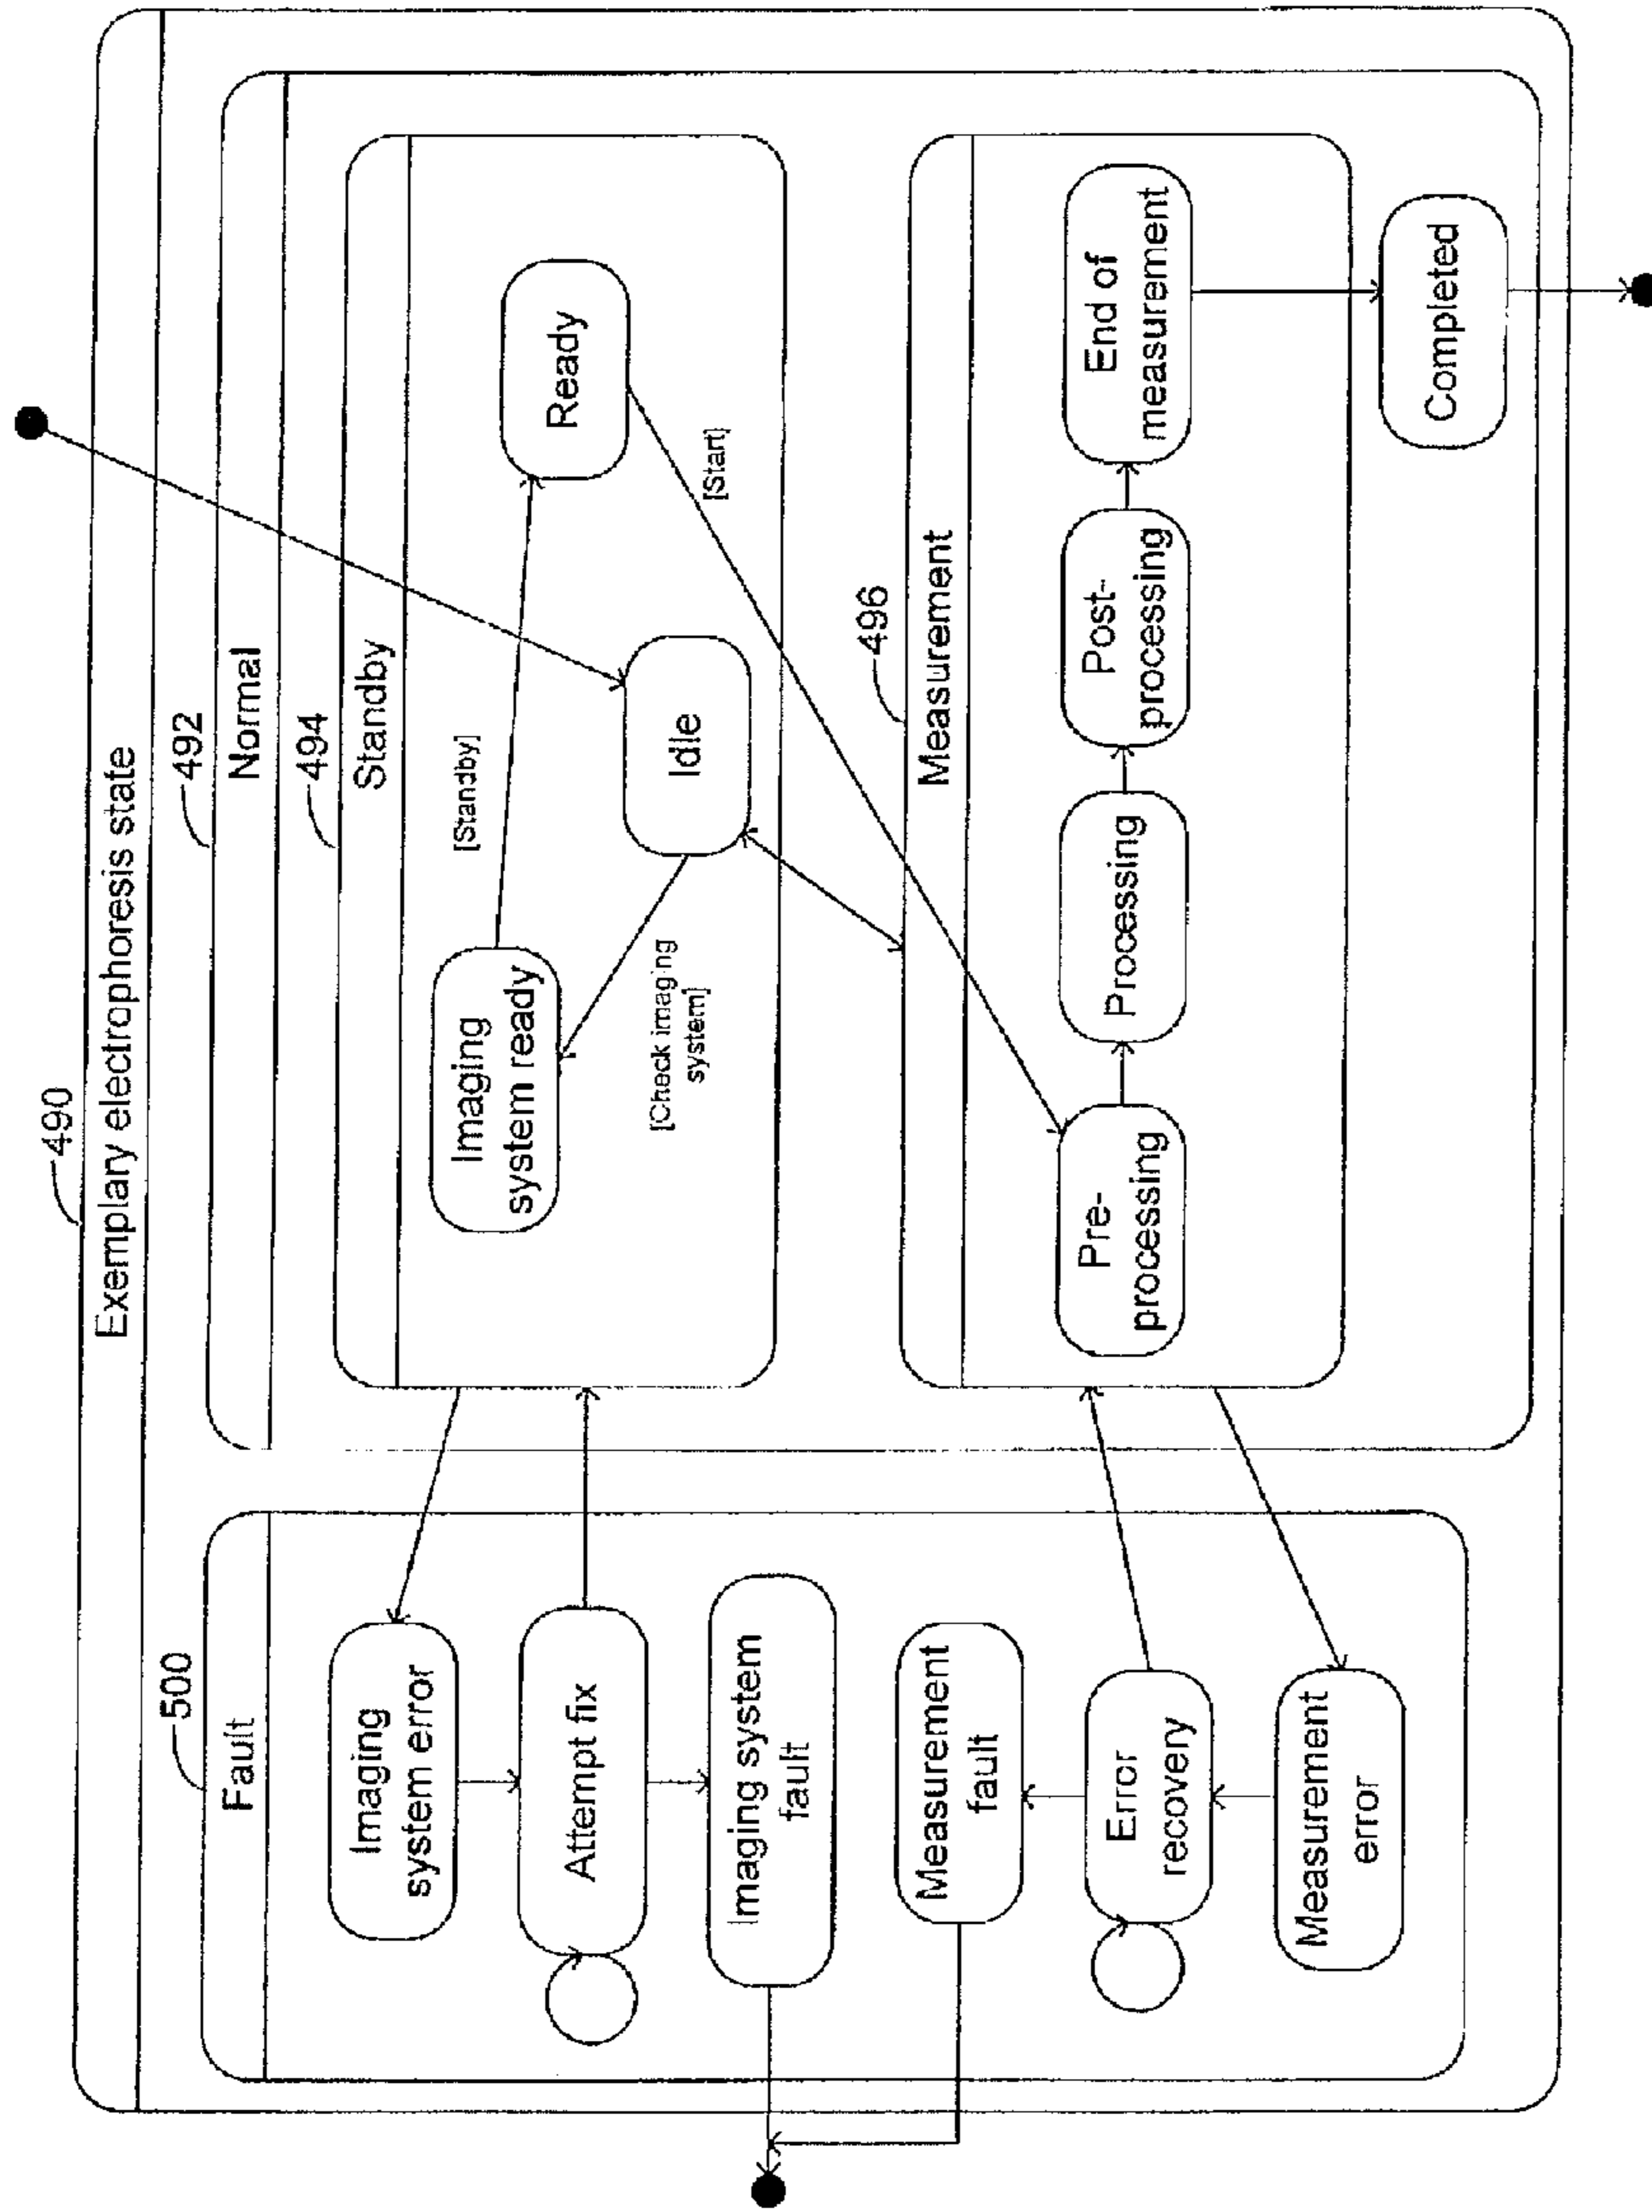 490
Exemplary electrophoresis state
500
Fault
Imaging
system error
Attempt fix
Imaging system
fault
Measurement
fault
Error
recovery
Measurement
error
492
Normal
494
Standby
Imaging
system ready
[Standby]
Ready
Idle
[Check imaging
system]
[Start]
496
Measurement
Pre-
processing
Processing
Post-
processing
End of
measurement
Completed